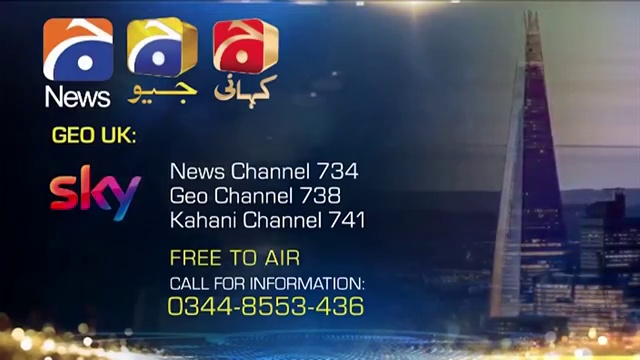 News
جیو
کہانی
GEO UK:
sky
News Channel 734
Geo Channel 738
Kahani Channel 741
FREE TO AIR
CALL FOR INFORMATION:
0344-8553-436